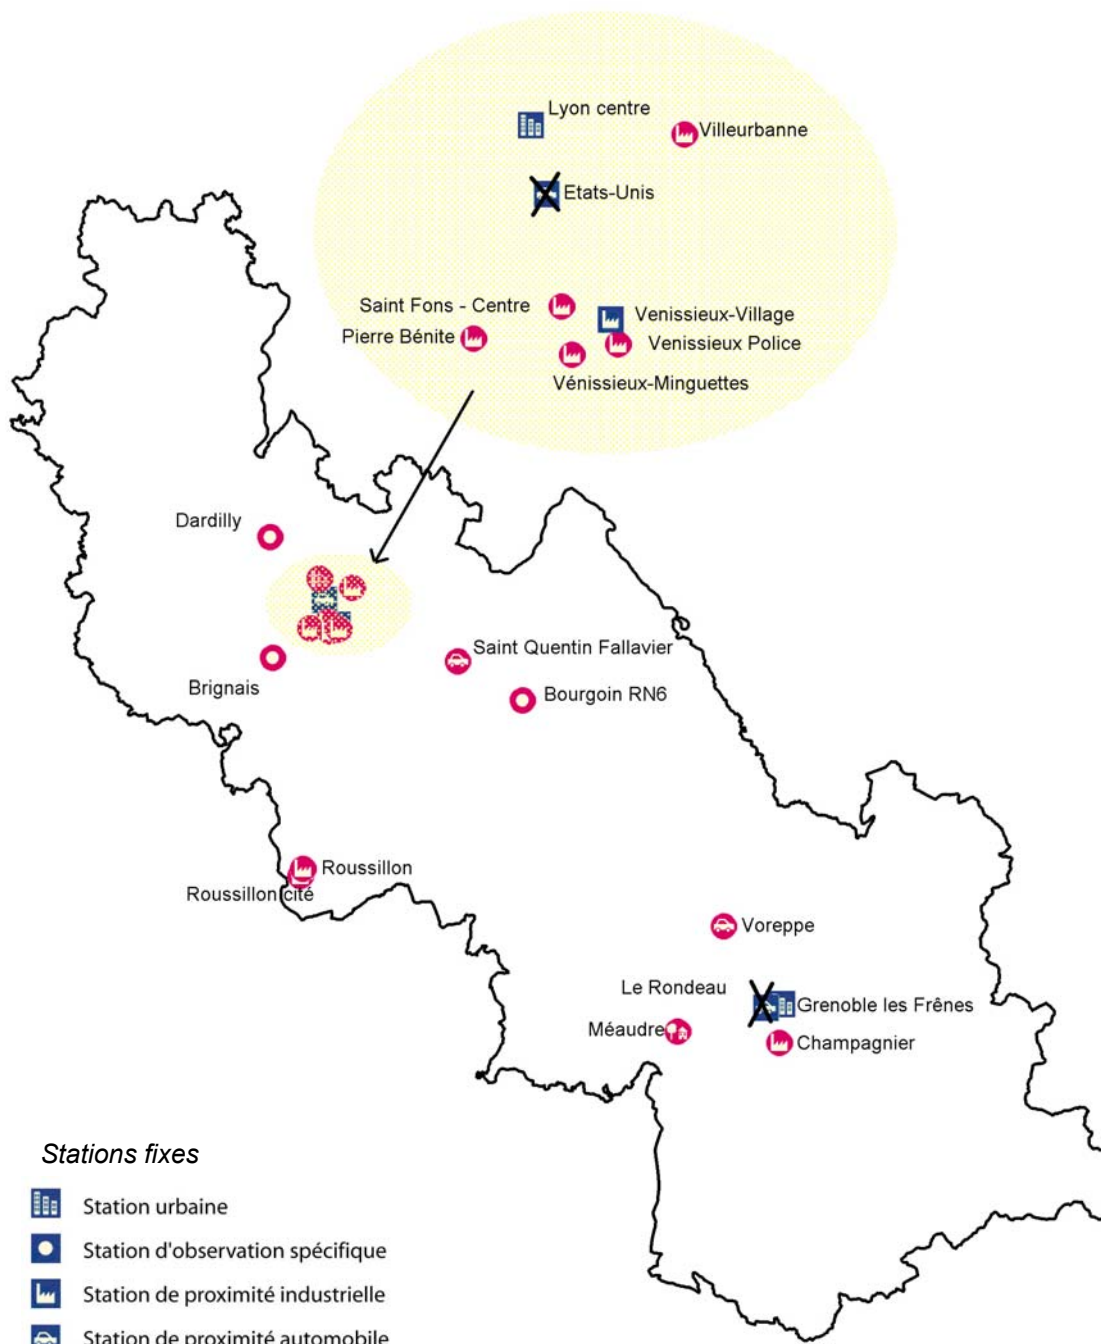 Lyon centre
Villeurbanne
Etats-Unis
Saint Fons - Centre
Venissieux-Village
Pierre Bénite
Venissieux Police
Vénissieux-Minguettes
Dardilly
Saint Quentin Fallavier
Brignais
Bourgoin RN6
Roussillon
Roussillon cité
Voreppe
Le Rondeau
Grenoble les Frênes
Méaudre
Champagnier
Stations fixes
Station urbaine
Station d'observation spécifique
Station de proximité industrielle
Station de proximité automobile